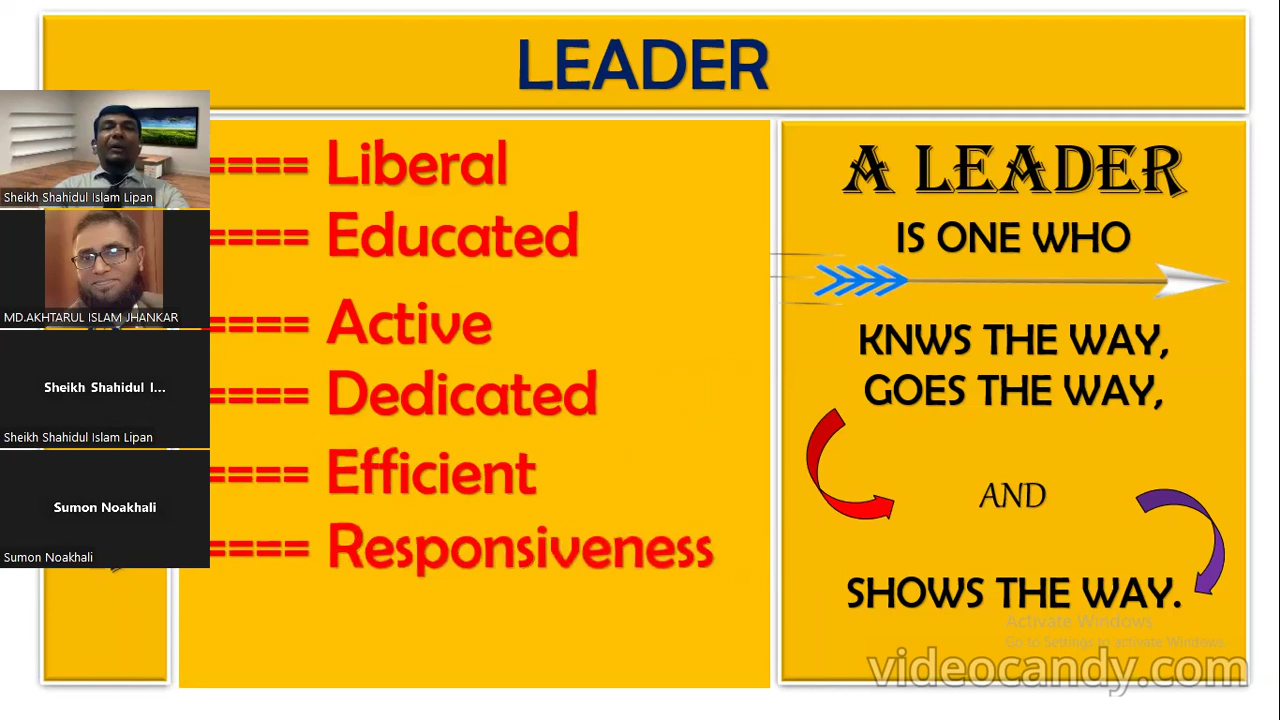 LEADER
==== Liberal
==== Educated
==== Active
==== Dedicated
==== Efficient
==== Responsiveness
A LEADER
IS ONE WHO
KNWS THE WAY,
GOES THE WAY,
AND
SHOWS THE WAY.
Sheikh Shahidul Islam Lipan
MD.AKHTARUL ISLAM JHANKAR
Sheikh Shahidul I...
Sheikh Shahidul Islam Lipan
Sumon Noakhali
Sumon Noakhali
Activate Windows
Go to Settings to activate Windows.
videocandy.com